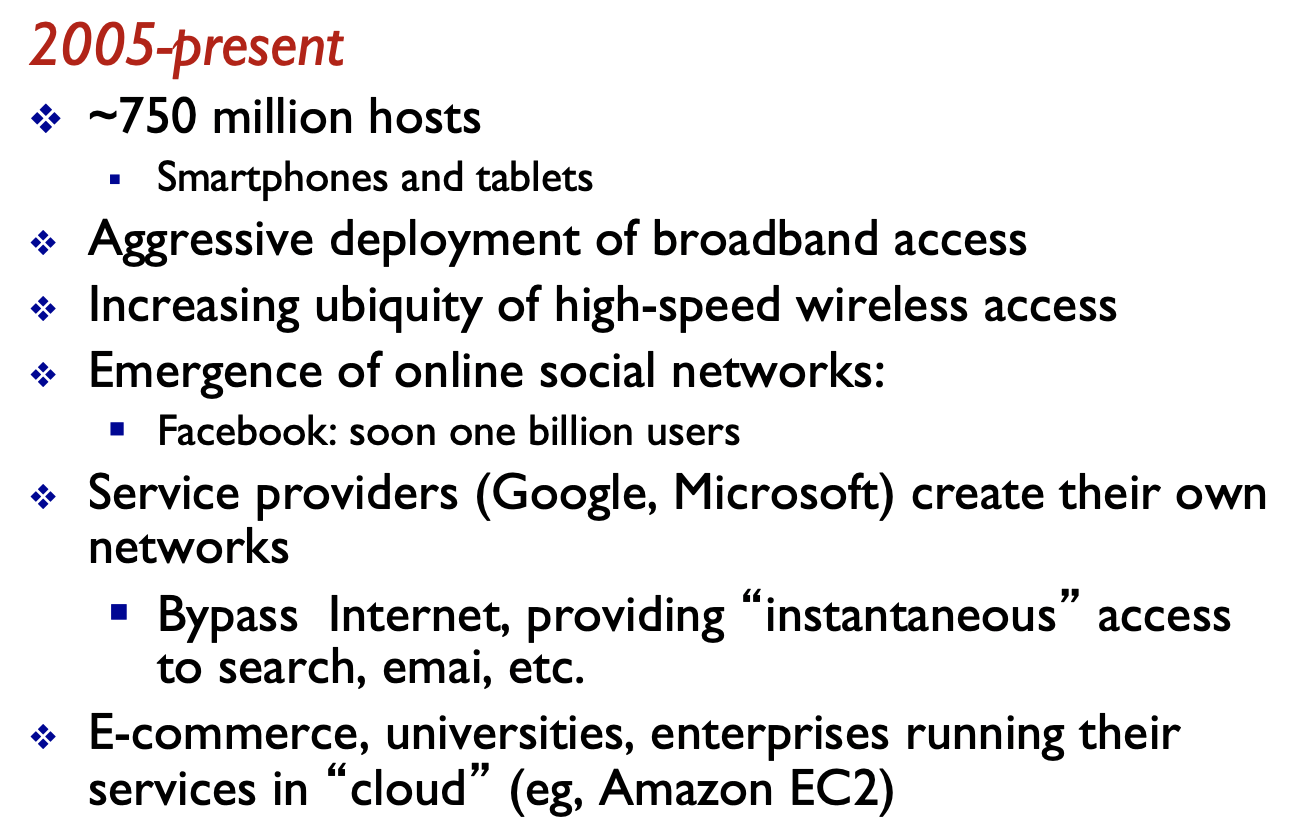 2005-present
~750 million hosts
Smartphones and tablets
Aggressive deployment of broadband access
Increasing ubiquity of high-speed wireless access
Emergence of online social networks:
Facebook: soon one billion users
Service providers (Google, Microsoft) create their own
networks
Bypass  Internet, providing “instantaneous” access
to search, emai, etc.
E-commerce, universities, enterprises running their
services in “cloud” (eg, Amazon EC2)